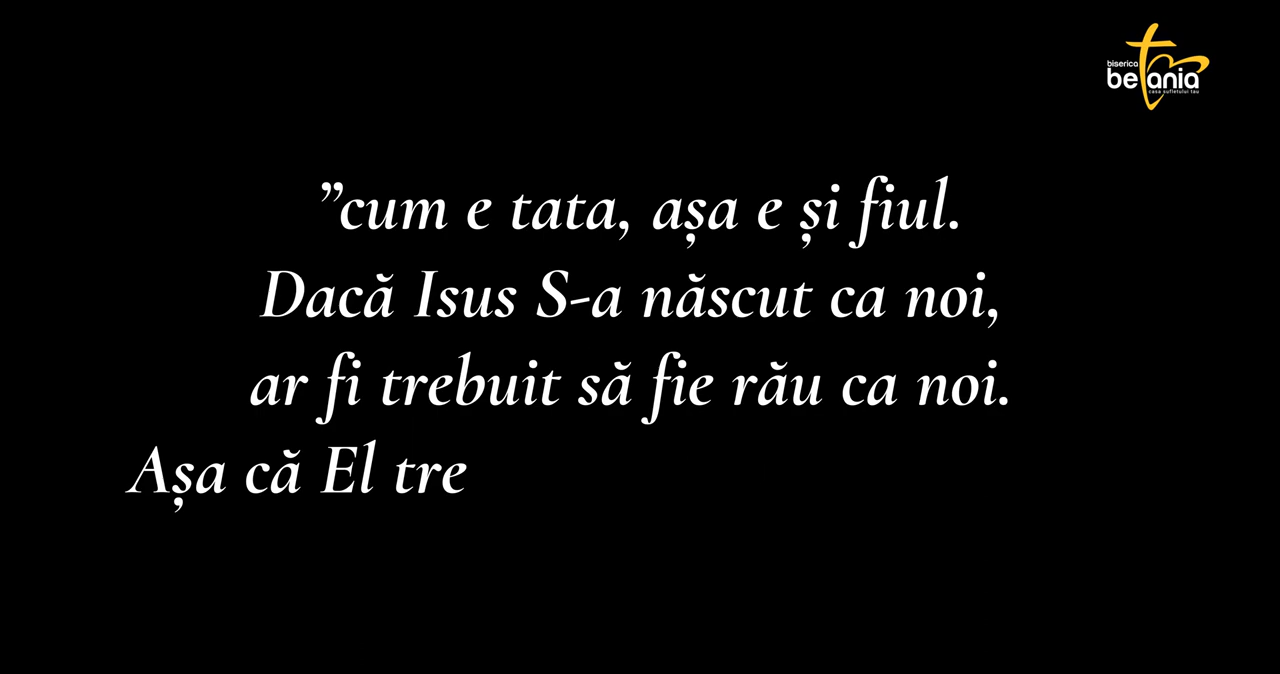 biserica
betania
casa sufletului tau
”cum e tata, așa e și fiul.
Dacă Isus S-a născut ca noi,
ar fi trebuit să fie rău ca noi.
Așa că El tre